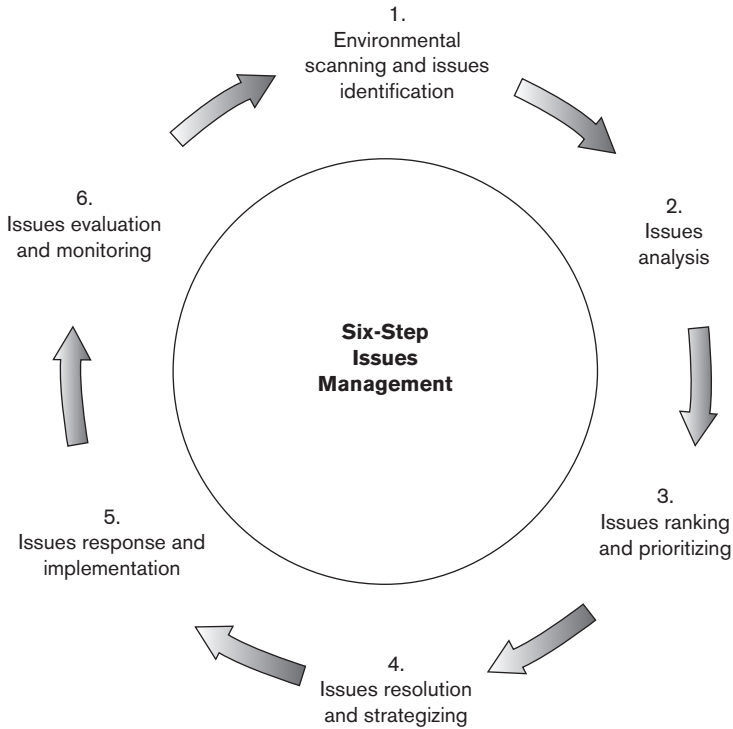 1.
Environmental
scanning and issues
identification
2.
Issues
analysis
3.
Issues ranking
and prioritizing
4.
Issues resolution
and strategizing
5.
Issues response and
implementation
6.
Issues evaluation
and monitoring
Six-Step
Issues
Management